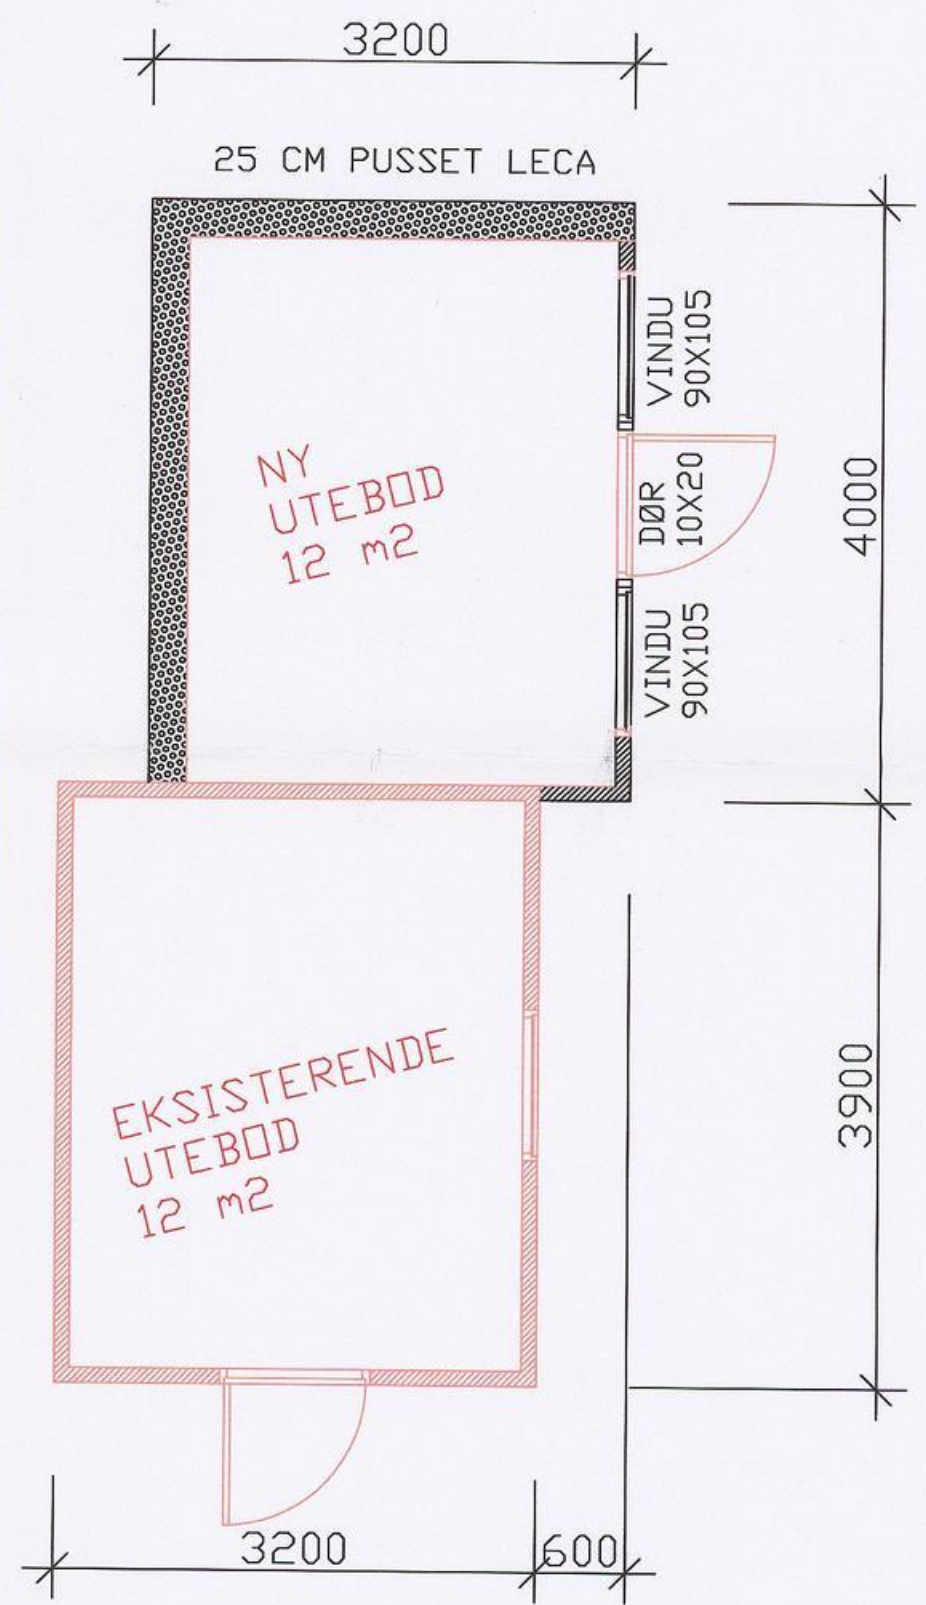 3200
25 CM PUSSET LECA
VINDU
90X105
NY
UTEBOD
12 m2
DØR
10X20
4000
VINDU
90X105
EKSISTERENDE
UTEBOD
12 m2
3900
3200
600